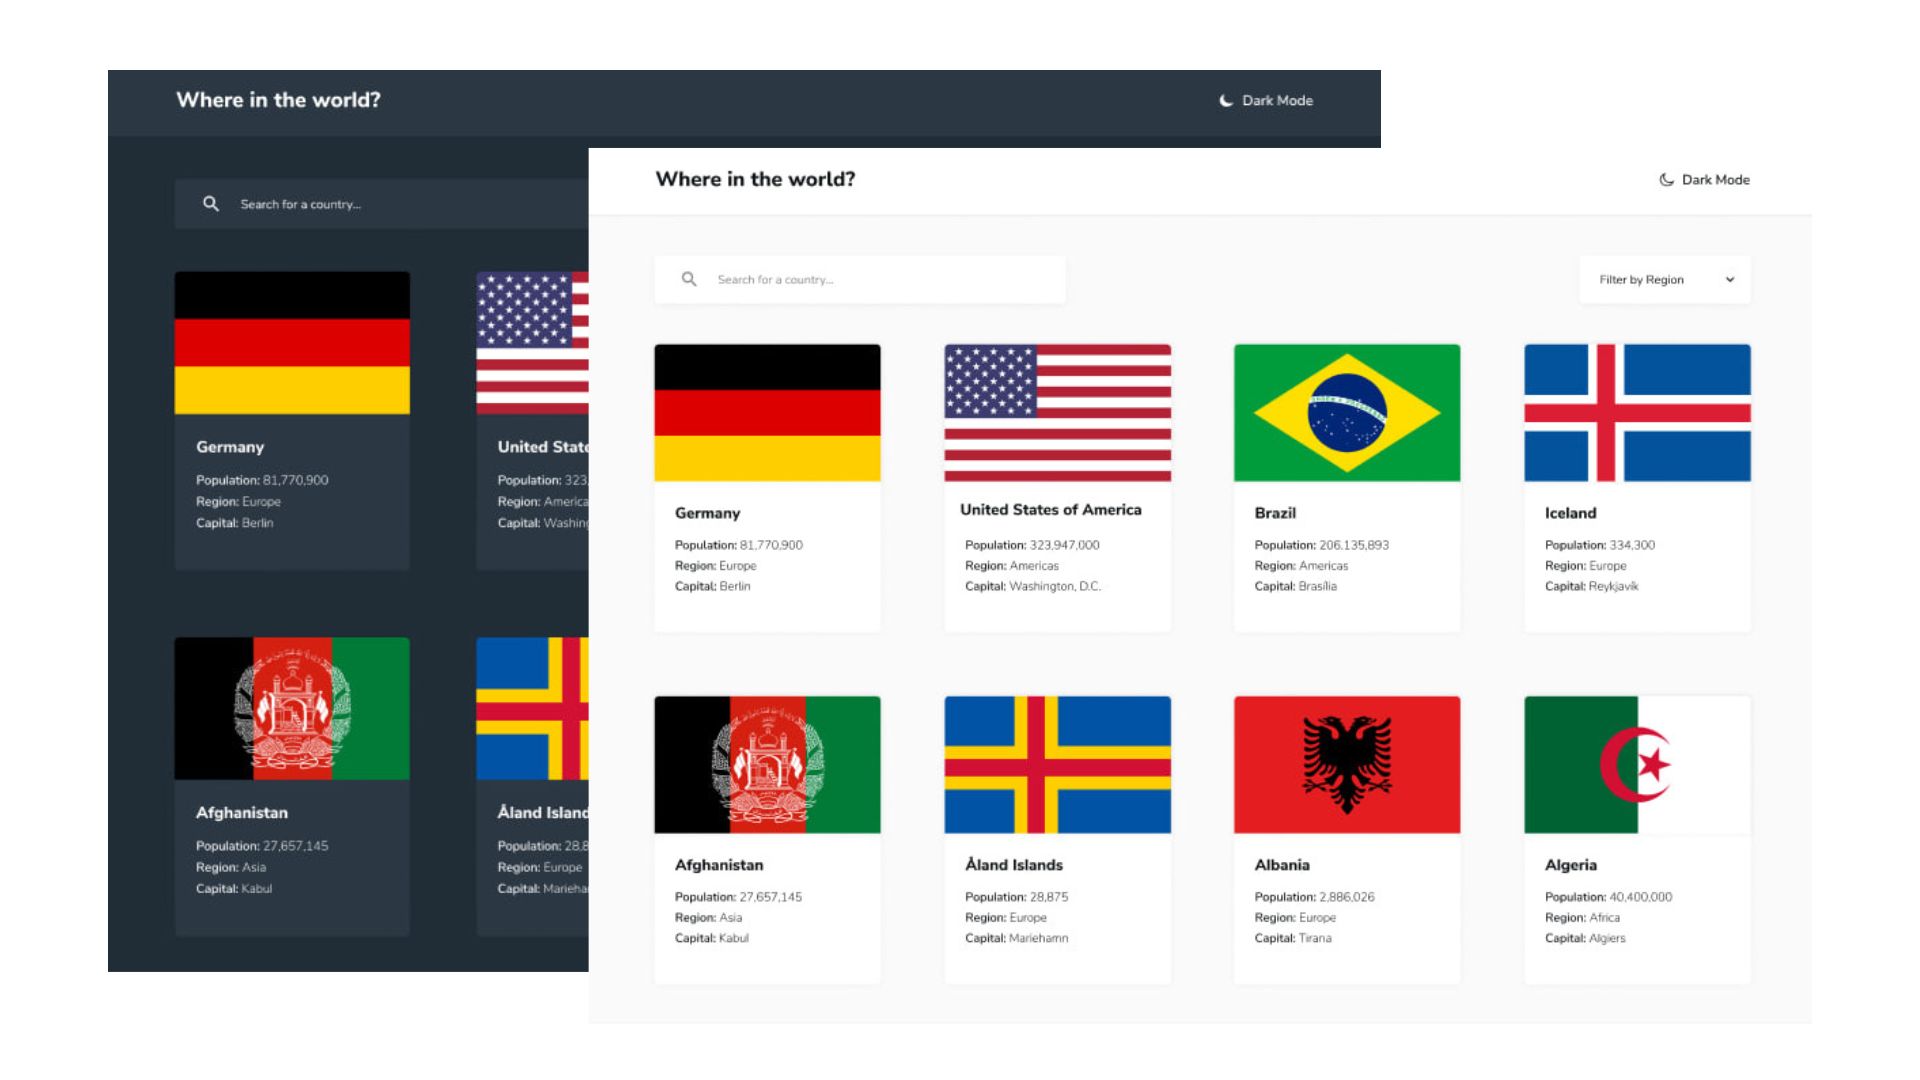 Where in the world?
Dark Mode
Search for a country...
Germany
Population: 81,770,900
Region: Europe
Capital: Berlin
United State
Population: 323,
Region: America
Capital: Washing
Afghanistan
Population: 27,657,145
Region: Asia
Capital: Kabul
Åland Island
Population: 28,8
Region: Europe
Capital: Marieha
Where in the world?
Dark Mode
Search for a country...
Filter by Region
Germany
Population: 81,770,900
Region: Europe
Capital: Berlin
United States of America
Population: 323,947,000
Region: Americas
Capital: Washington, D.C.
Brazil
Population: 206,135,893
Region: Americas
Capital: Brasília
Iceland
Population: 334,300
Region: Europe
Capital: Reykjavík
Afghanistan
Population: 27,657,145
Region: Asia
Capital: Kabul
Åland Islands
Population: 28,875
Region: Europe
Capital: Mariehamn
Albania
Population: 2,886,026
Region: Europe
Capital: Tirana
Algeria
Population: 40,400,000
Region: Africa
Capital: Algiers